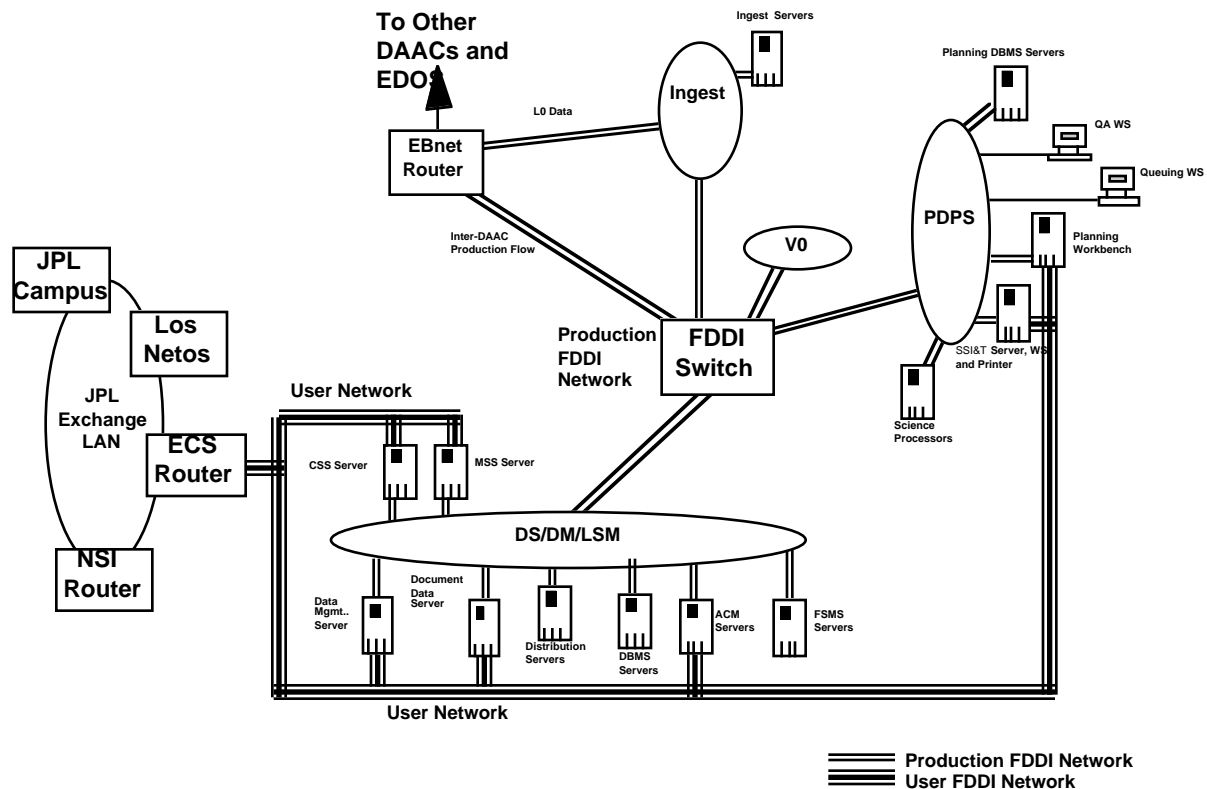 To Other
DAACs and
EDOS
Ingest Servers
Planning DBMS Servers
Ingest
L0 Data
QA WS
EBnet
Router
Queuing WS
PDPS
Inter-DAAC
Production Flow
V0
Planning
Workbench
JPL
Campus
Los
Netos
Production
FDDI
Network
FDDI
Switch
SSI&T Server, WS
and Printer
JPL
Exchange
LAN
User Network
Science
Processors
ECS
Router
CSS Server
MSS Server
DS/DM/LSM
NSI
Router
Data
Mgmt..
Server
Document
Data
Server
Distribution
Servers
DBMS
Servers
ACM
Servers
FSMS
Servers
User Network
Production FDDI Network
User FDDI Network